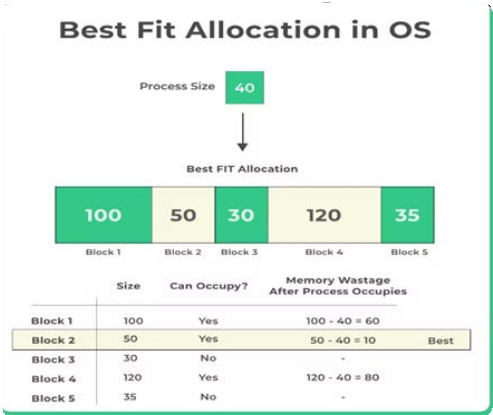 Best Fit Allocation in OS
Process Size 40
Best FIT Allocation
100 50 30 120 35
Block 1 Block 2 Block 3 Block 4 Block 5
Size Can Occupy? Memory Wastage
After Process Occupies
Block 1 100 Yes 100 - 40 = 60
Block 2 50 Yes 50 - 40 = 10 Best
Block 3 30 No -
Block 4 120 Yes 120 - 40 = 80
Block 5 35 No -